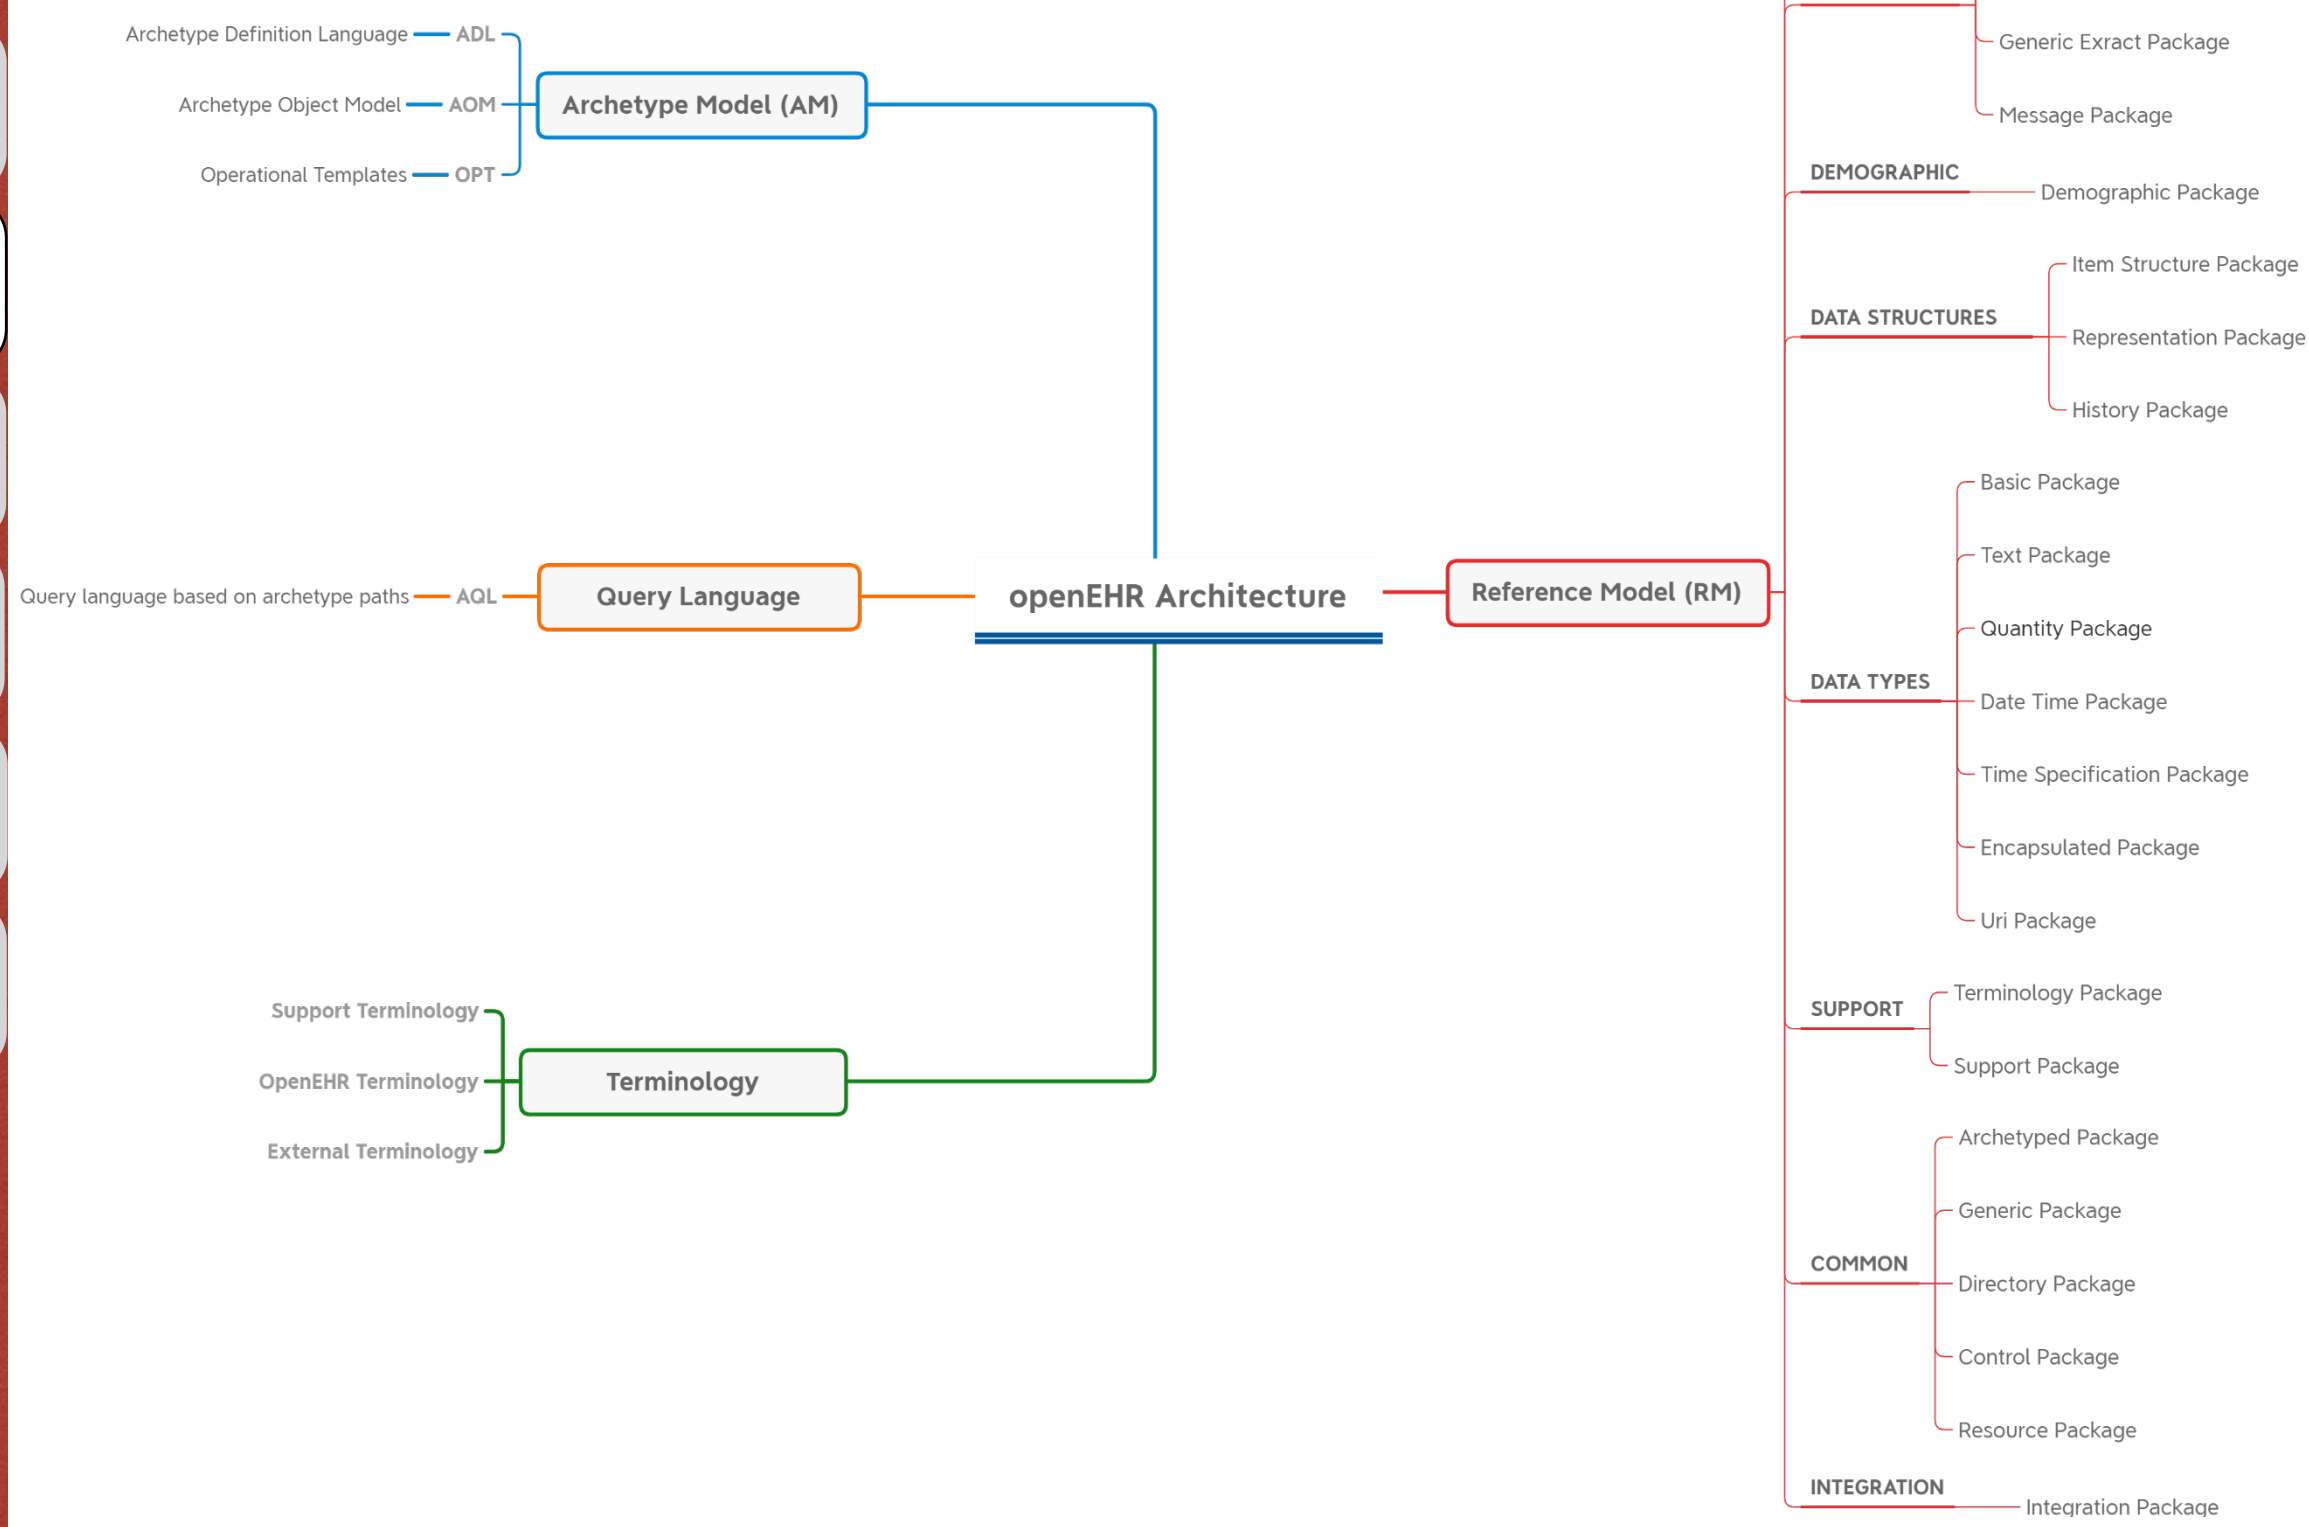 Archetype Definition Language
ADL
Archetype Object Model
AOM
Operational Templates
OPT
Archetype Model (AM)
Query language based on archetype paths
AQL
Query Language
openEHR Architecture
Support Terminology
OpenEHR Terminology
External Terminology
Terminology
Reference Model (RM)
Generic Exract Package
Message Package
DEMOGRAPHIC
Demographic Package
DATA STRUCTURES
Item Structure Package
Representation Package
History Package
DATA TYPES
Basic Package
Text Package
Quantity Package
Date Time Package
Time Specification Package
Encapsulated Package
Uri Package
SUPPORT
Terminology Package
Support Package
COMMON
Archetyped Package
Generic Package
Directory Package
Control Package
Resource Package
INTEGRATION
Integration Package